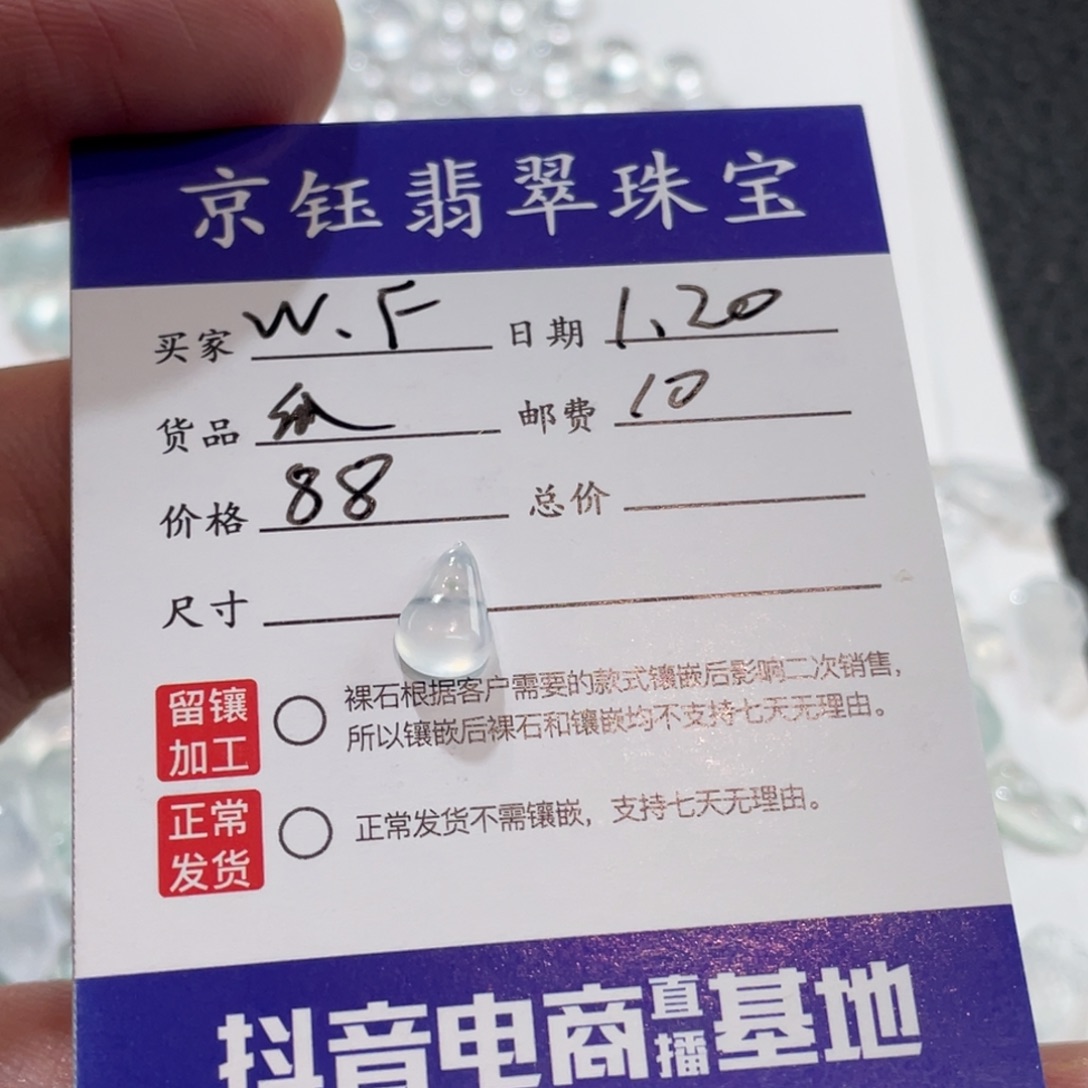 京钰翡翠珠宝
买家 W.F 日期 1.20
货品 邮费 10
价格 88 总价
尺寸
留镶加工 裸石根据客户需要的款式镶嵌后影响二次销售，
所以镶嵌后裸石和镶嵌均不支持七天无理由。
正常发货 正常发货不需镶嵌，支持七天无理由。
抖音电商直播基地